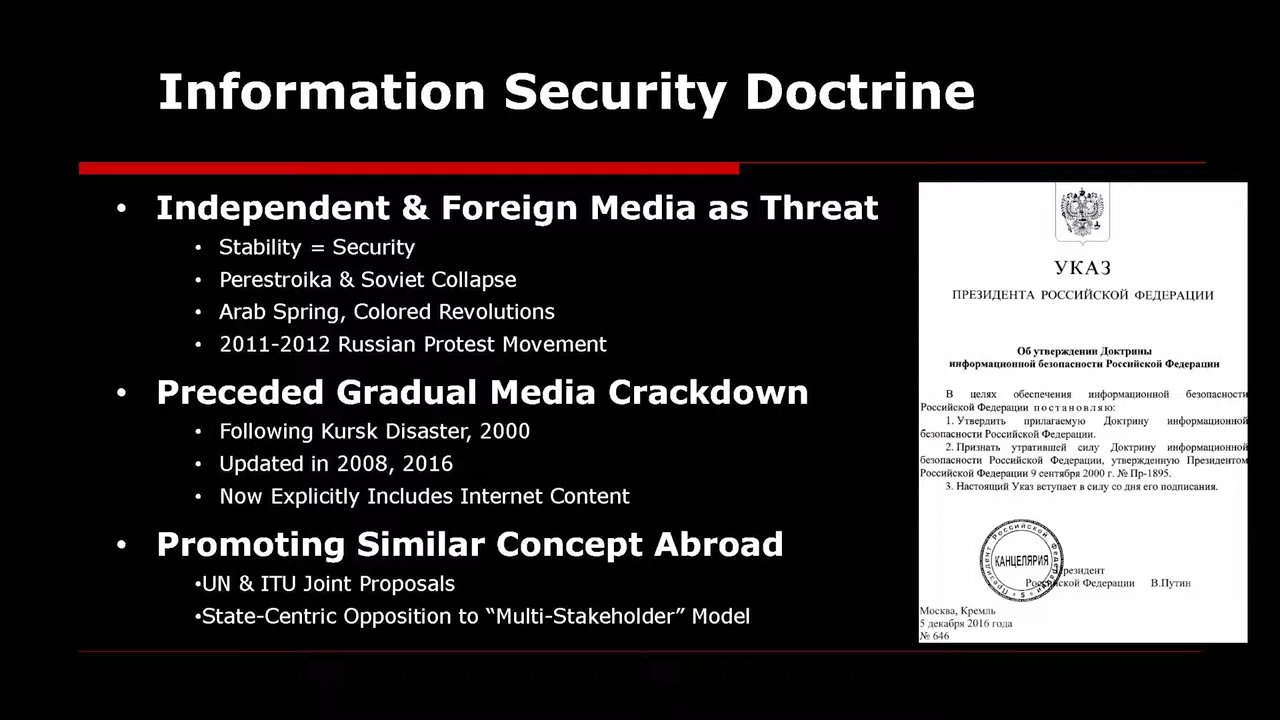 Information Security Doctrine
• Independent & Foreign Media as Threat
• Stability = Security
• Perestroika & Soviet Collapse
• Arab Spring, Colored Revolutions
• 2011-2012 Russian Protest Movement
• Preceded Gradual Media Crackdown
• Following Kursk Disaster, 2000
• Updated in 2008, 2016
• Now Explicitly Includes Internet Content
• Promoting Similar Concept Abroad
•UN & ITU Joint Proposals
•State-Centric Opposition to “Multi-Stakeholder” Model
УКАЗ
ПРЕЗИДЕНТА РОССИЙСКОЙ ФЕДЕРАЦИИ
Об утверждении Доктрины
информационной безопасности Российской Федерации
В целях обеспечения информационной безопасности
Российской Федерации постановляю:
1. Утвердить прилагаемую Доктрину информационной
безопасности Российской Федерации.
2. Признать утратившей силу Доктрину информационной
безопасности Российской Федерации, утвержденную Президентом
Российской Федерации 9 сентября 2000 г. № Пр-1895.
3. Настоящий Указ вступает в силу со дня его подписания.
КАНЦЕЛЯРИЯ
Президент
Российской Федерации В.Путин
Москва, Кремль
5 декабря 2016 года
№ 646